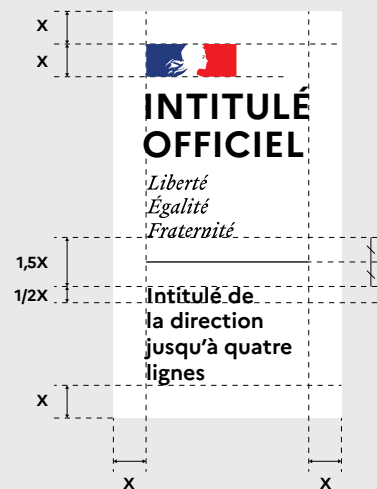 X
X
INTITULÉ
OFFICIEL
Liberté
Égalité
Fraternité
1,5X
1/2X
Intitulé de
la direction
jusqu’à quatre
lignes
X
X
X